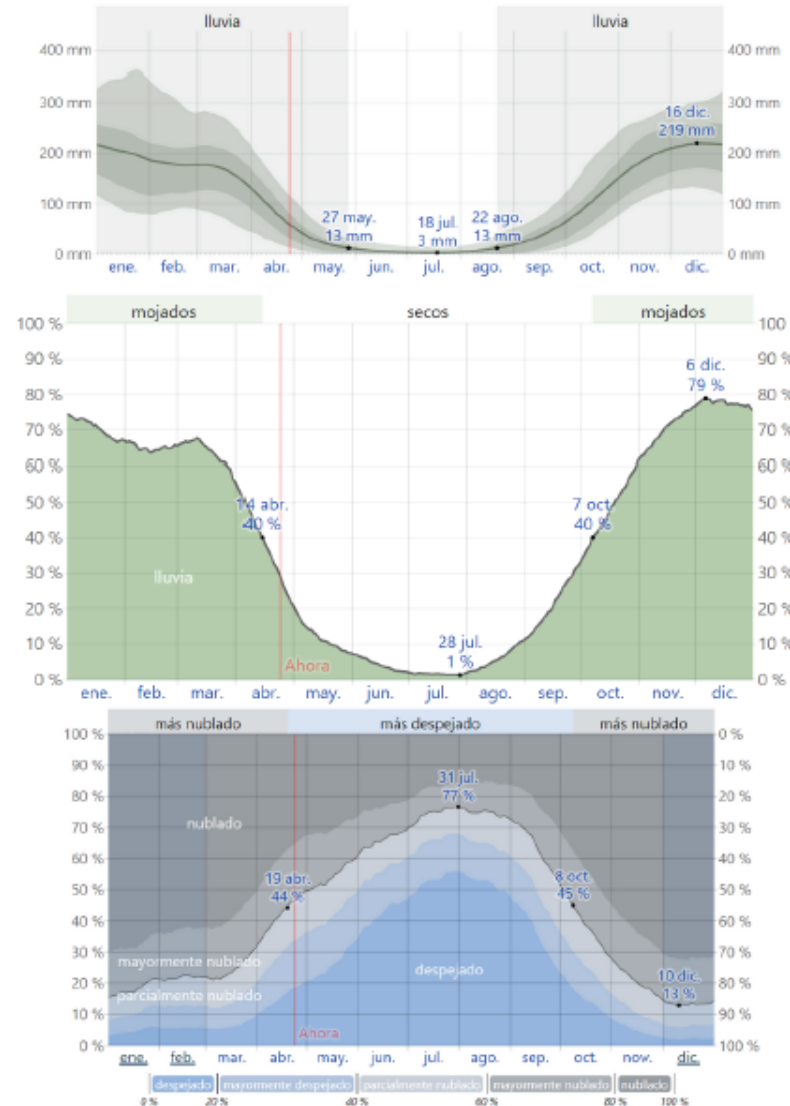 lluvia lluvia
400 mm 400 mm
300 mm 300 mm
16 dic.
219 mm
200 mm 200 mm
100 mm 100 mm
27 may. 18 jul. 22 ago.
13 mm 3 mm 13 mm
0 mm 0 mm
ene. feb. mar. abr. may. jun. jul. ago. sep. oct. nov. dic.
mojados secos mojados
100 % 100
90 % 90 %
6 dic.
79 %
80 % 80 %
70 % 70 %
60 % 60 %
50 % 50 %
14 abr. 7 oct.
40 % 40 % 40 % 40 %
30 % 30 %
lluvia
20 % 20 %
28 jul.
10 % 1 % 10 %
Ahora
0 % 0 %
ene. feb. mar. abr. may. jun. jul. ago. sep. oct. nov. dic.
más nublado más despejado más nublado
100 % 0 %
90 % 10 %
31 jul.
77 %
80 % 20 %
nublado
70 % 30 %
60 % 40 %
19 abr. 8 oct.
44 % 45 %
50 % 50 %
40 % 60 %
30 % 70 %
mayormente nublado despejado 10 dic.
13 %
20 % 80 %
parcialmente nublado
10 % 90 %
Ahora
0 % 100 %
ene. feb. mar. abr. may. jun. jul. ago. sep. oct. nov. dic.
despejado mayormente despejado parcialmente nublado mayormente nublado nublado
0 % 20 % 40 % 60 % 80 % 100 %